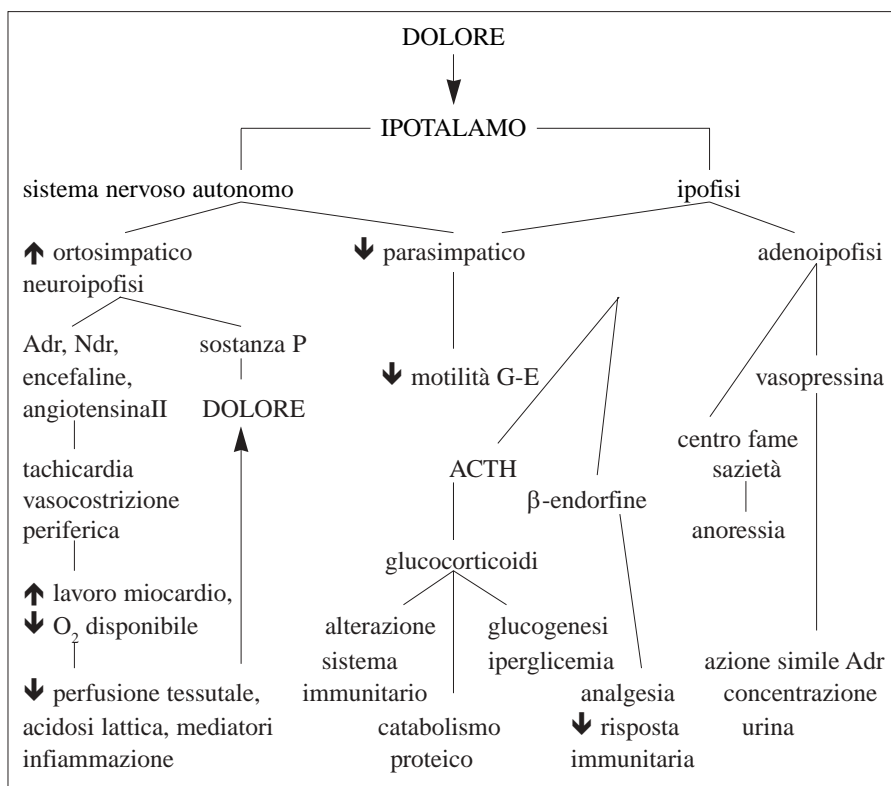 DOLORE
IPOTALAMO
sistema nervoso autonomo
ipofisi
↑ ortosimpatico
neuroipofisi
↓ parasimpatico
adenoipofisi
Adr, Ndr,
encefaline,
angiotensinaII
sostanza P
DOLORE
↓ motilità G-E
vasopressina
centro fame
sazietà
anoressia
tachicardia
vasocostrizione
periferica
ACTH
β-endorfine
glucocorticoidi
↑ lavoro miocardio,
↓ O₂ disponibile
alterazione
sistema
immunitario
glucogenesi
iperglicemia
↓ perfusione tessutale,
acidosi lattica, mediatori
infiammazione
catabolismo
proteico
analgesia
↓ risposta
immunitaria
azione simile Adr
concentrazione
urina